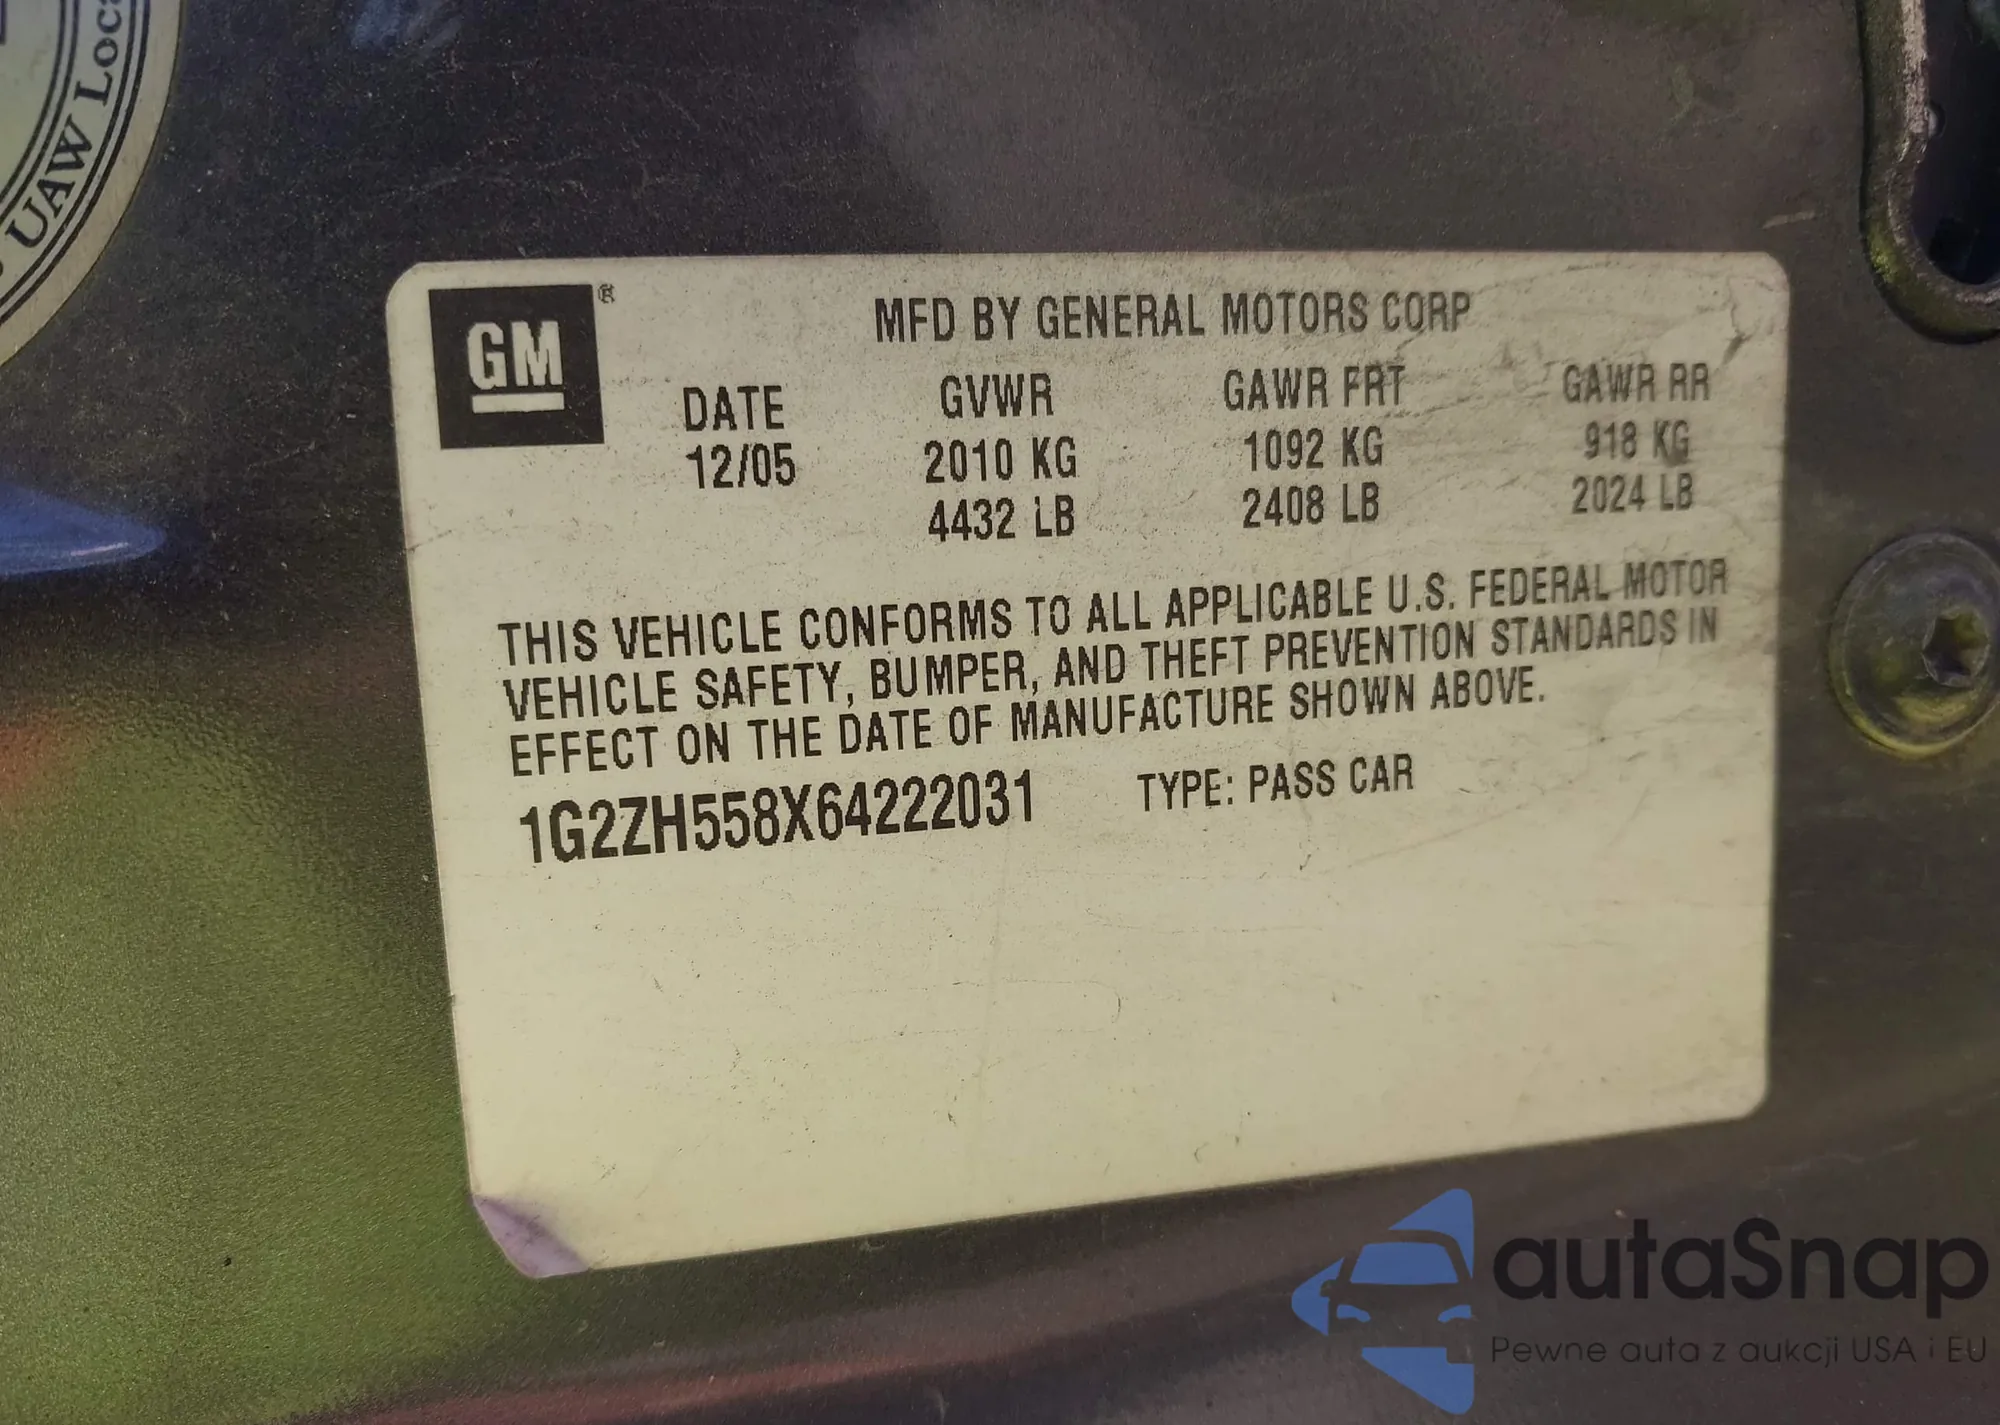 UAW Loca
GM®
MFD BY GENERAL MOTORS CORP
DATE GVWR GAWR FRT GAWR RR
12/05 2010 KG 1092 KG 918 KG
4432 LB 2408 LB 2024 LB
THIS VEHICLE CONFORMS TO ALL APPLICABLE U.S. FEDERAL MOTOR
VEHICLE SAFETY, BUMPER, AND THEFT PREVENTION STANDARDS IN
EFFECT ON THE DATE OF MANUFACTURE SHOWN ABOVE.
1G2ZH558X64222031 TYPE: PASS CAR
autaSnap
Pewne auta z aukcji USA i EU